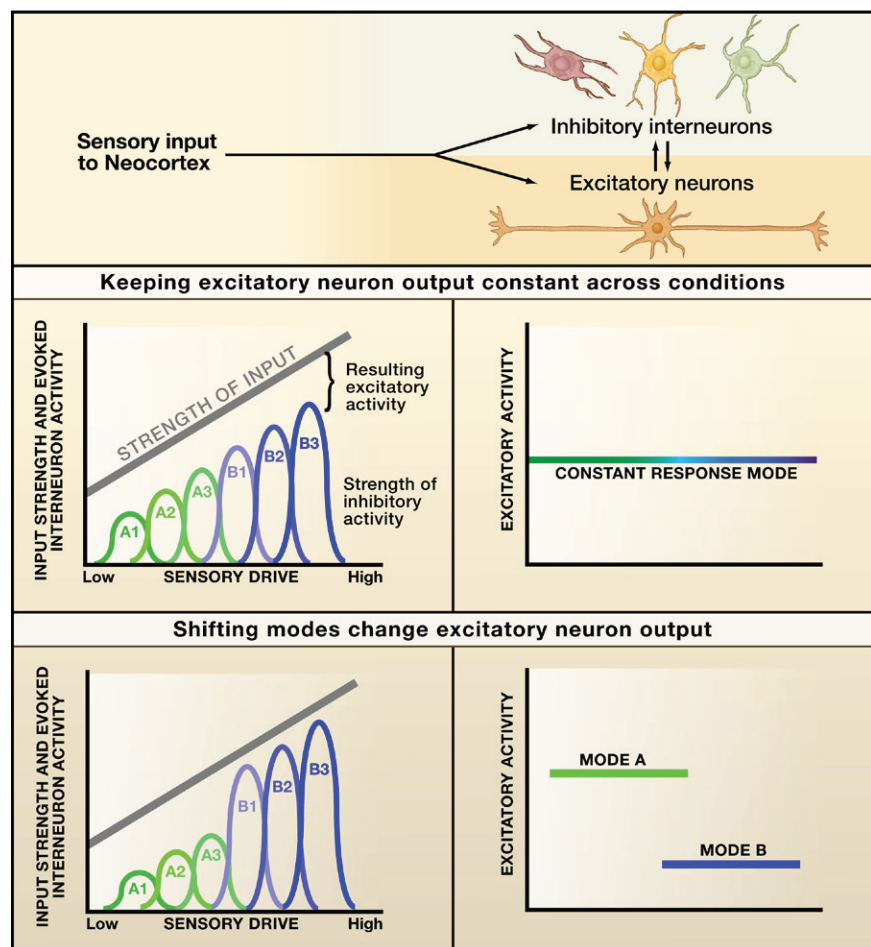 Sensory input
to Neocortex
Inhibitory interneurons
Excitatory neurons
Keeping excitatory neuron output constant across conditions
INPUT STRENGTH AND EVOKED
INTERNEURON ACTIVITY
STRENGTH OF INPUT
Resulting
excitatory
activity
Strength of
inhibitory
activity
A1
A2
A3
B1
B2
B3
Low
SENSORY DRIVE
High
EXCITATORY ACTIVITY
CONSTANT RESPONSE MODE
Shifting modes change excitatory neuron output
INPUT STRENGTH AND EVOKED
INTERNEURON ACTIVITY
A1
A2
A3
B1
B2
B3
Low
SENSORY DRIVE
High
EXCITATORY ACTIVITY
MODE A
MODE B